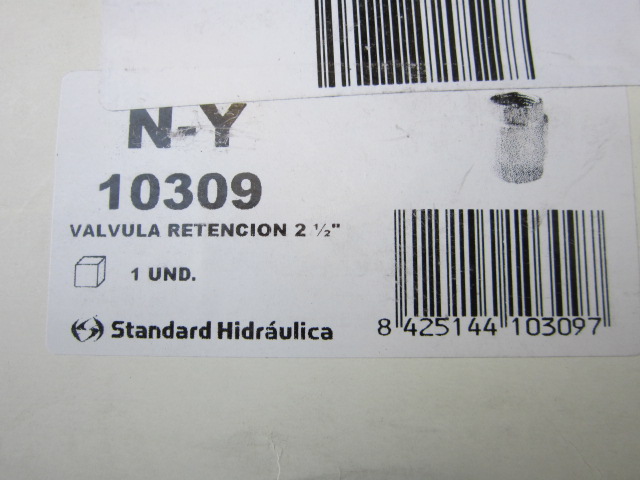 N-Y
10309
VALVULA RETENCION 2 ½"
1 UND.
Standard Hidráulica
8 425144 103097